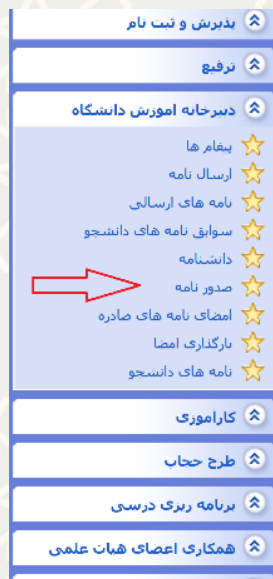 پذیرش و ثبت نام
ترفیع
دبیرخانه اموزش دانشگاه
پیغام ها
ارسال نامه
نامه های ارسالی
سوابق نامه های دانشجو
دانشنامه
صدور نامه
امضای نامه های صادره
بارگذاری امضا
نامه های دانشجو
کاراموزی
طرح حجاب
برنامه ریزی درسی
همکاری اعضای هیات علمی